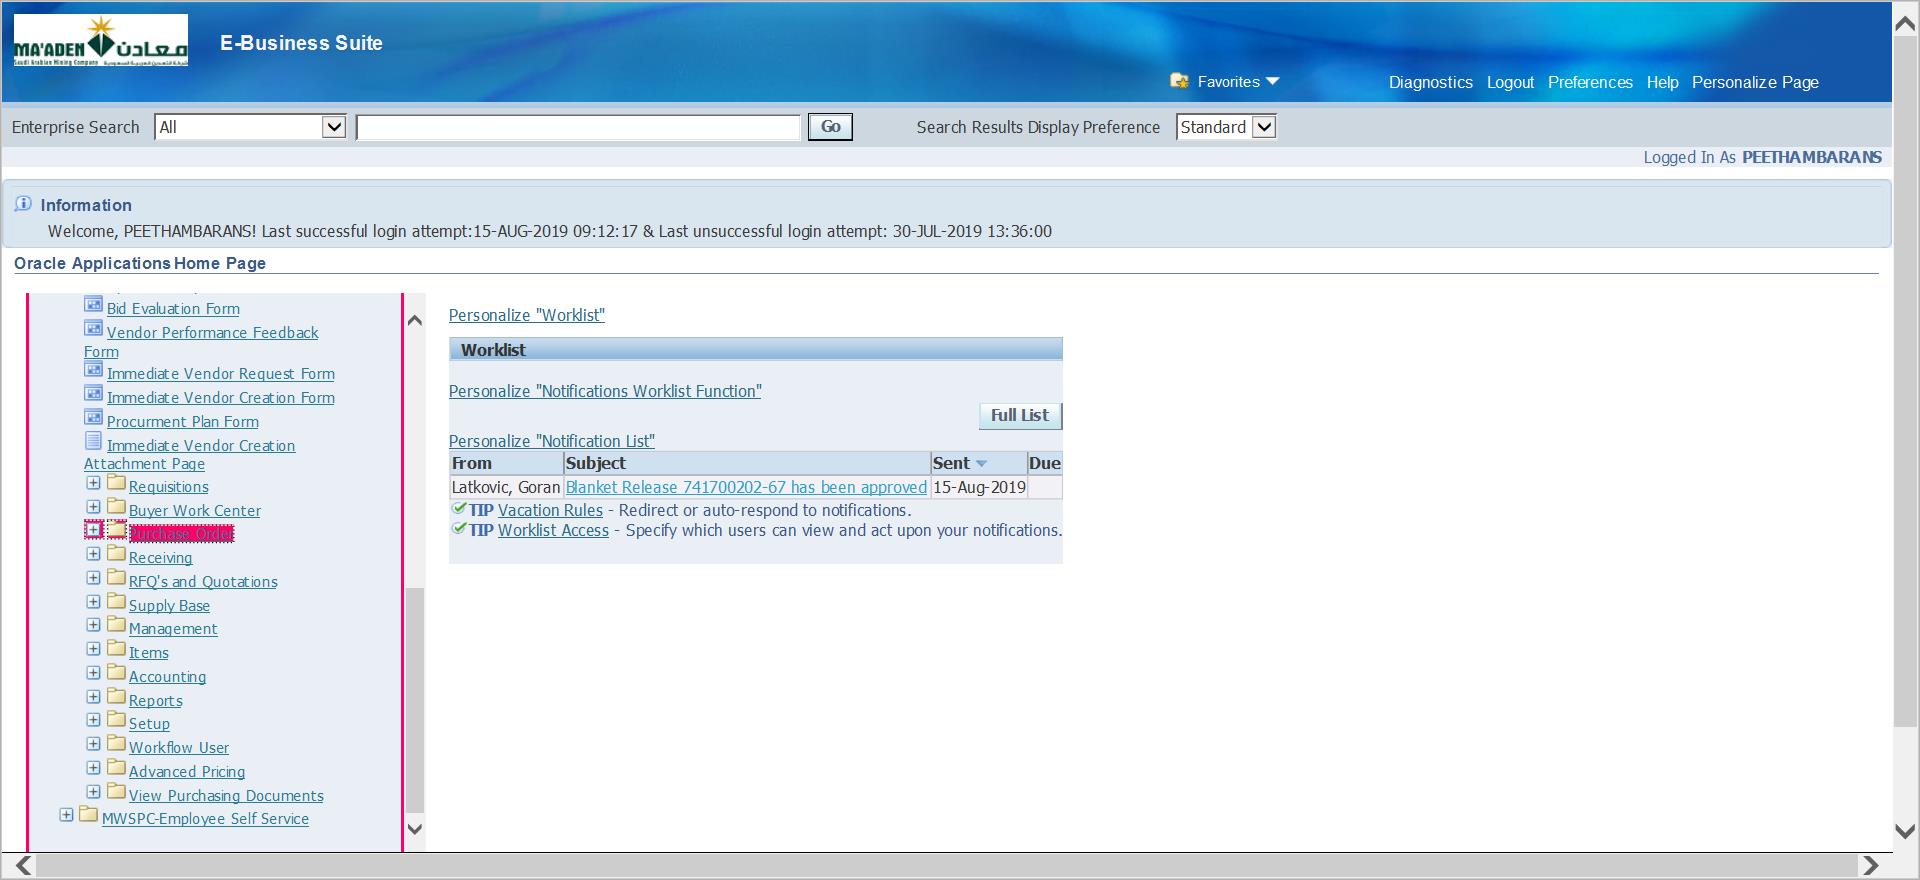 MA'ADEN معادن
Saudi Arabian Mining Company
E-Business Suite
Favorites
Diagnostics Logout Preferences Help Personalize Page
Enterprise Search All Go Search Results Display Preference Standard
Logged In As PEETHAMBARANS
Information
Welcome, PEETHAMBARANS! Last successful login attempt:15-AUG-2019 09:12:17 & Last unsuccessful login attempt: 30-JUL-2019 13:36:00
Oracle Applications Home Page
Bid Evaluation Form
Vendor Performance Feedback
Form
Immediate Vendor Request Form
Immediate Vendor Creation Form
Procurment Plan Form
Immediate Vendor Creation
Attachment Page
Requisitions
Buyer Work Center
Purchase Order
Receiving
RFQ's and Quotations
Supply Base
Management
Items
Accounting
Reports
Setup
Workflow User
Advanced Pricing
View Purchasing Documents
MWSPC-Employee Self Service
Personalize "Worklist"
Worklist
Personalize "Notifications Worklist Function"
Full List
Personalize "Notification List"
From Subject Sent Due
Latkovic, Goran Blanket Release 741700202-67 has been approved 15-Aug-2019
TIP Vacation Rules - Redirect or auto-respond to notifications.
TIP Worklist Access - Specify which users can view and act upon your notifications.